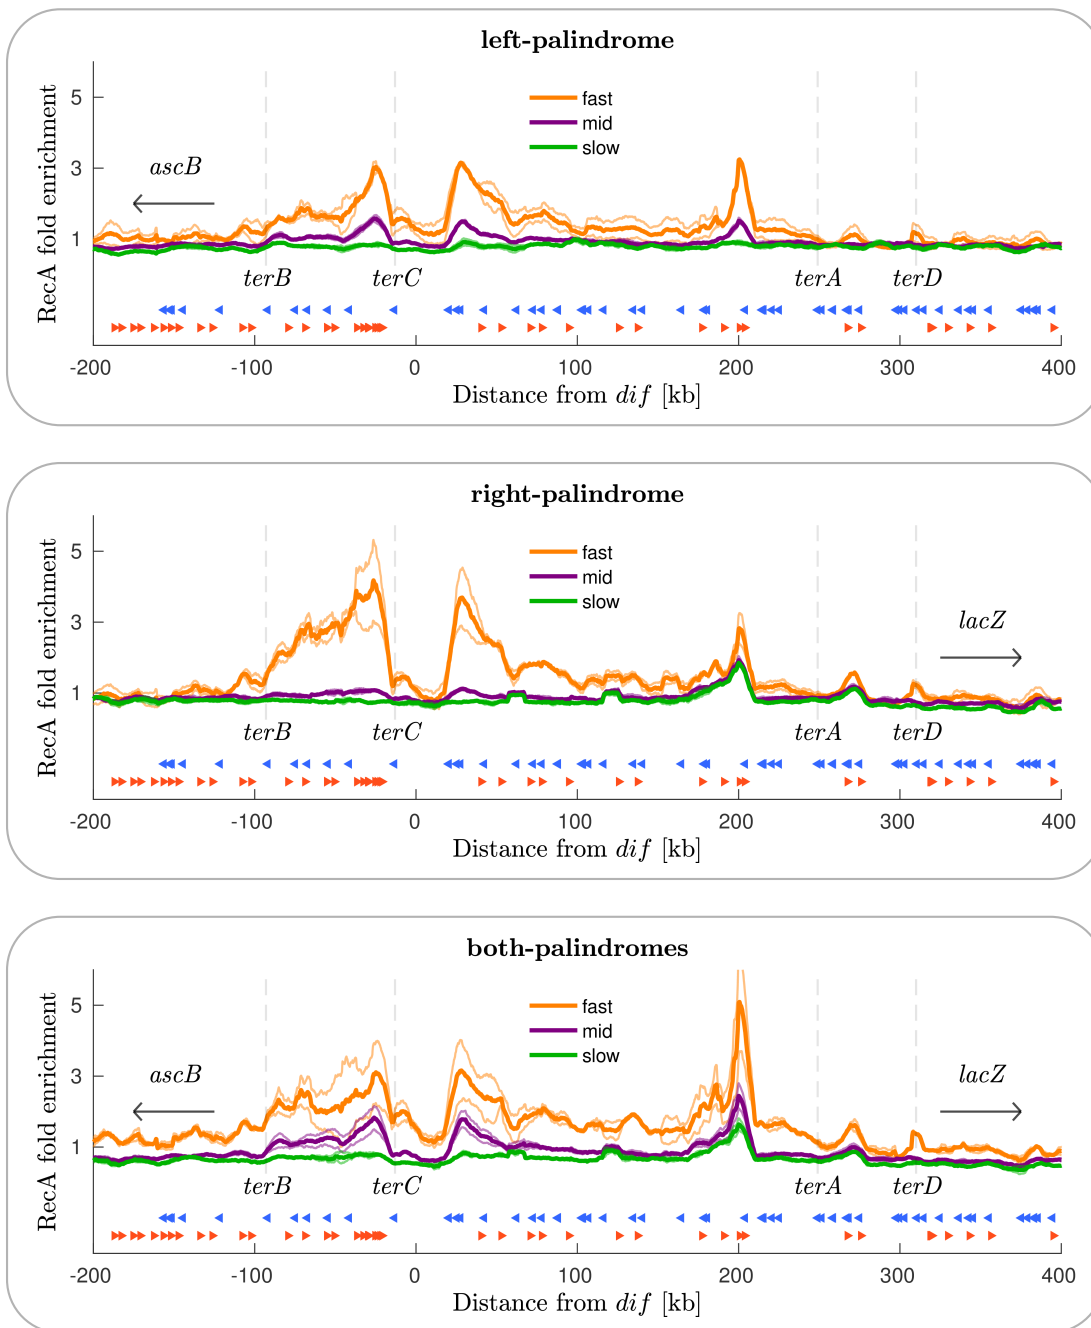 left-palindrome
RecA fold enrichment
5
3
1
fast
mid
slow
ascB
terB
terC
terA
terD
-200 -100 0 100 200 300 400
Distance from dif [kb]
right-palindrome
RecA fold enrichment
5
3
1
fast
mid
slow
lacZ
terB
terC
terA
terD
-200 -100 0 100 200 300 400
Distance from dif [kb]
both-palindromes
RecA fold enrichment
5
3
1
fast
mid
slow
ascB
lacZ
terB
terC
terA
terD
-200 -100 0 100 200 300 400
Distance from dif [kb]